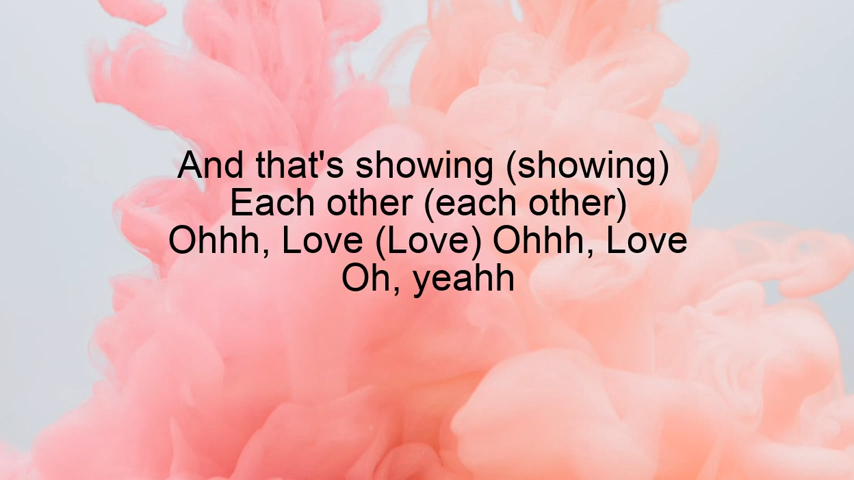 And that's showing (showing)
Each other (each other)
Ohhh, Love (Love) Ohhh, Love
Oh, yeahh